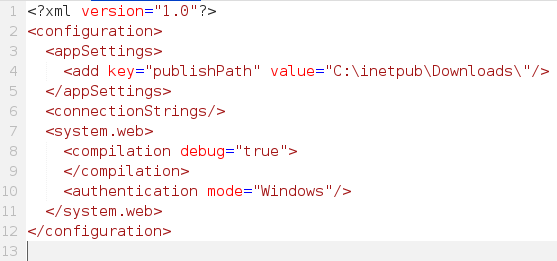 1 <?xml version="1.0"?>
2 <configuration>
3   <appSettings>
4     <add key="publishPath" value="C:\inetpub\Downloads\"/>
5   </appSettings>
6   <connectionStrings/>
7   <system.web>
8     <compilation debug="true">
9     </compilation>
10     <authentication mode="Windows"/>
11   </system.web>
12 </configuration>
13